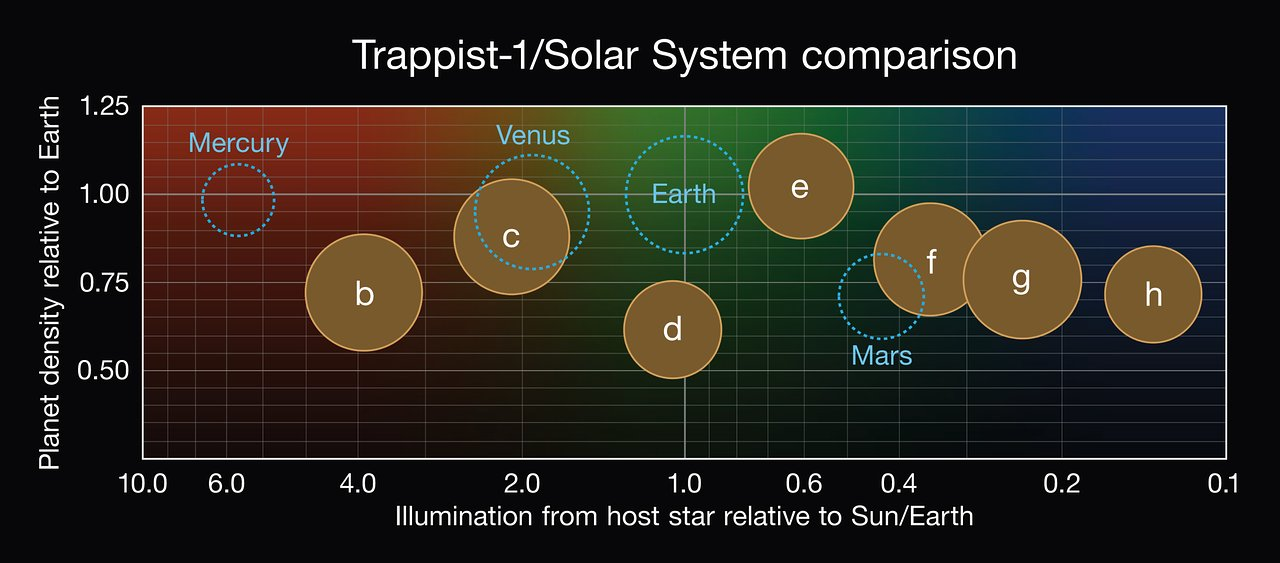 Trappist-1/Solar System comparison
Planet density relative to Earth
1.25
1.00
0.75
0.50
Mercury
Venus
Earth
e
c
b
d
f
g
h
Mars
10.0 6.0 4.0 2.0 1.0 0.6 0.4 0.2 0.1
Illumination from host star relative to Sun/Earth